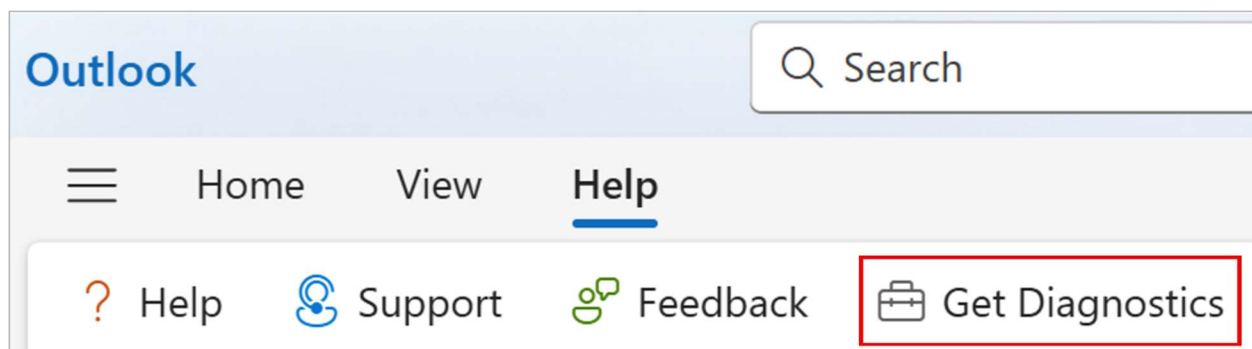 Outlook
Search
Home View Help
? Help Support Feedback Get Diagnostics